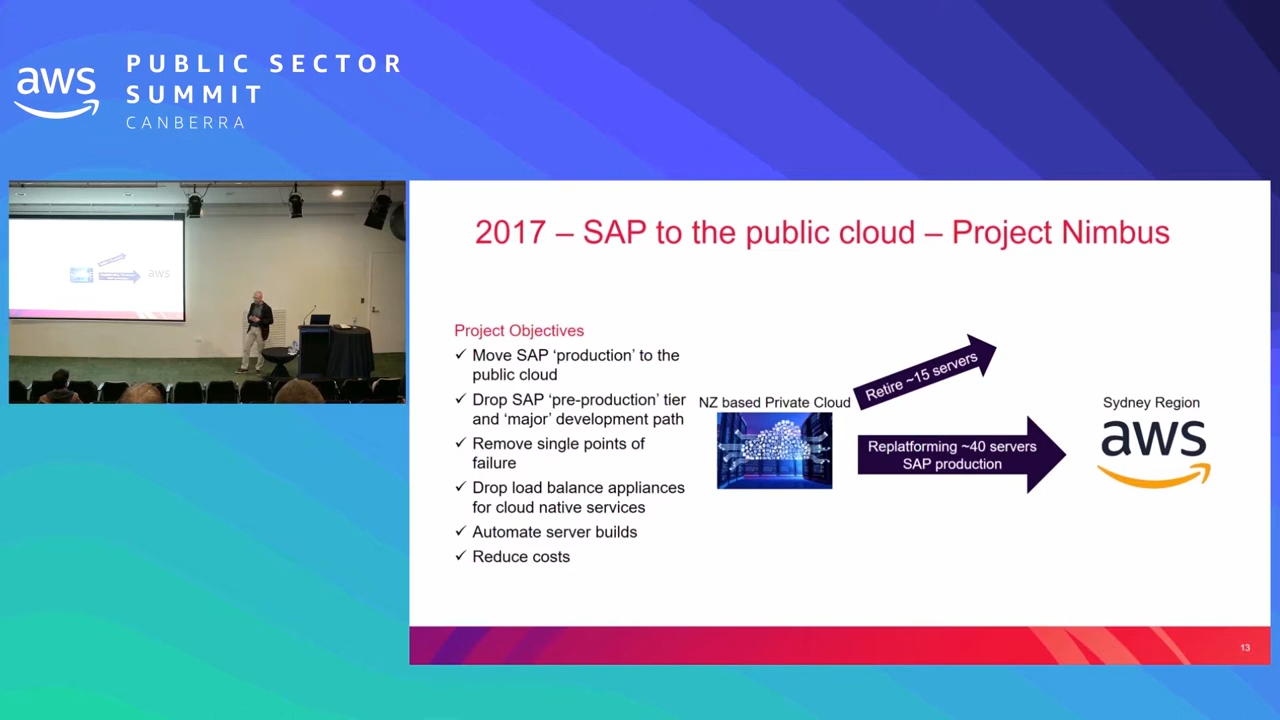 aws
PUBLIC SECTOR
SUMMIT
CANBERRA
aws
2017 – SAP to the public cloud – Project Nimbus
Project Objectives
✓ Move SAP ‘production’ to the
public cloud
✓ Drop SAP ‘pre-production’ tier
and ‘major’ development path
✓ Remove single points of
failure
✓ Drop load balance appliances
for cloud native services
✓ Automate server builds
✓ Reduce costs
NZ based Private Cloud
Retire ~15 servers
Replatforming ~40 servers
SAP production
Sydney Region
aws
13